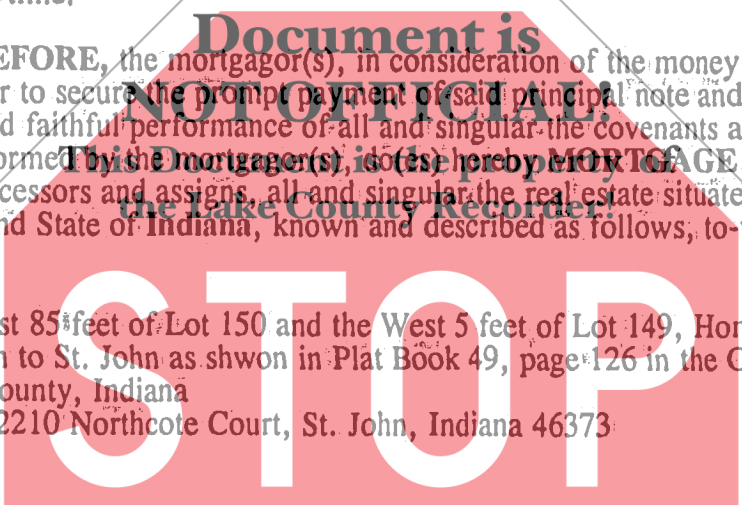 Document is
EFORE, the mortgagor(s), in consideration of the money
NOT OFFICIAL!
r to secure the prompt payment of said principal note and
d faithful performance of all and singular the covenants a
ormed by the mortgagor(s), do(es) hereby MORTGAGE
This Document is the property of
cessors and assigns, all and singular the real estate situate
the Lake County Recorder!
nd State of Indiana, known and described as follows, to-
st 85 feet of Lot 150 and the West 5 feet of Lot 149, Hom
n to St. John as shwon in Plat Book 49, page 126 in the O
ounty, Indiana
2210 Northcote Court, St. John, Indiana 46373
STOP